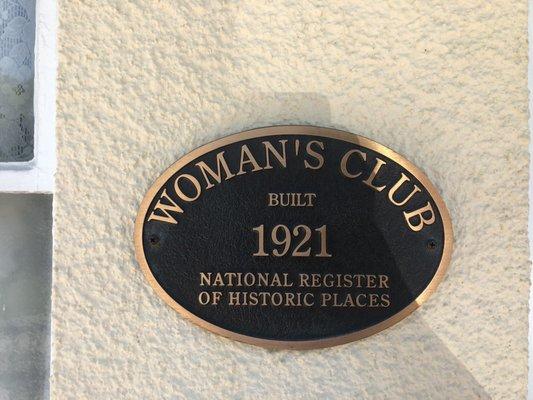 WOMAN'S CLUB
BUILT
1921
NATIONAL REGISTER
OF HISTORIC PLACES